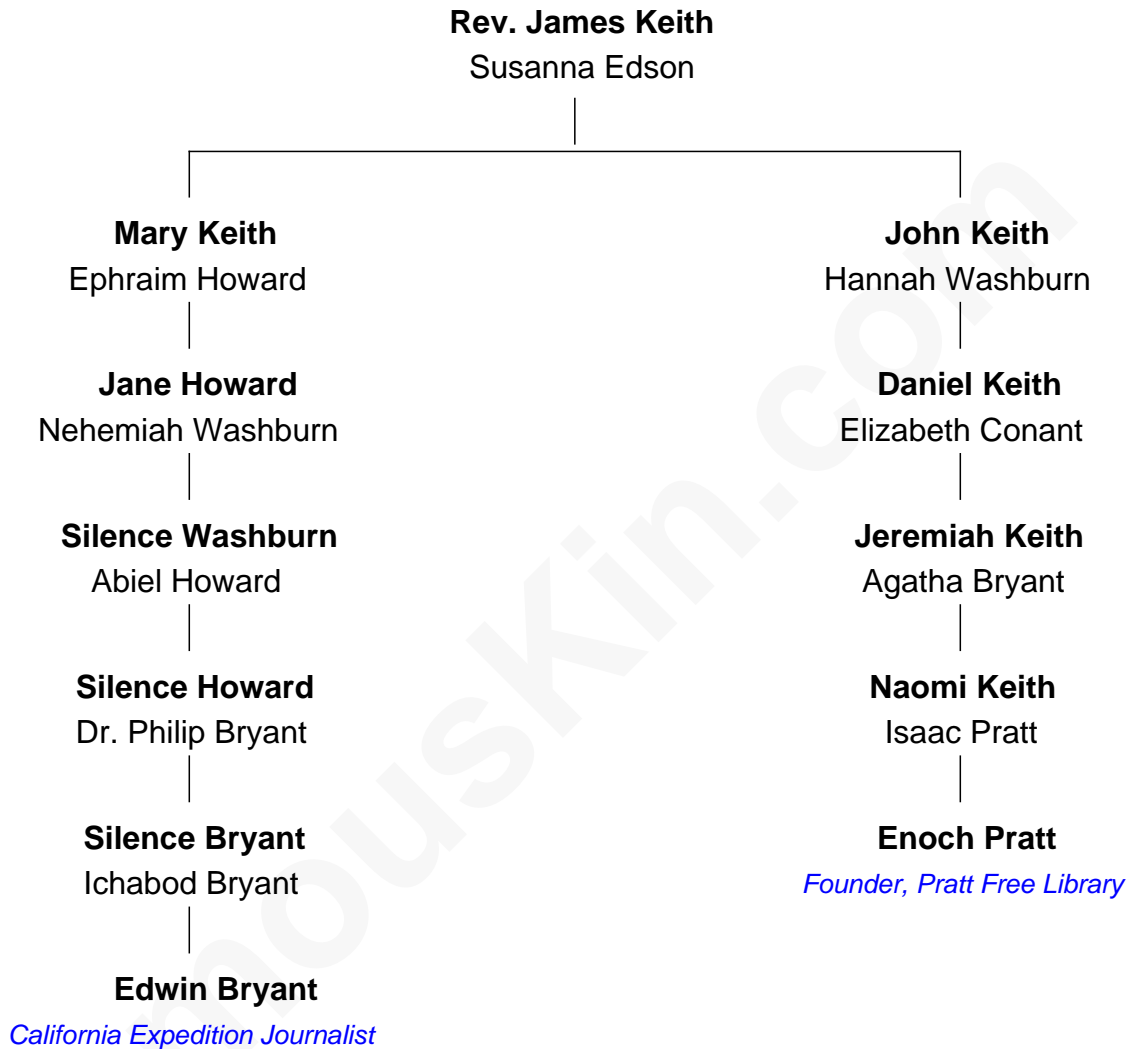 Rev. James Keith
Susanna Edson
Mary Keith
Ephraim Howard
John Keith
Hannah Washburn
Jane Howard
Nehemiah Washburn
Daniel Keith
Elizabeth Conant
Silence Washburn
Abiel Howard
Jeremiah Keith
Agatha Bryant
Silence Howard
Dr. Philip Bryant
Naomi Keith
Isaac Pratt
Silence Bryant
Ichabod Bryant
Enoch Pratt
Founder, Pratt Free Library
Edwin Bryant
California Expedition Journalist
mousKin.com